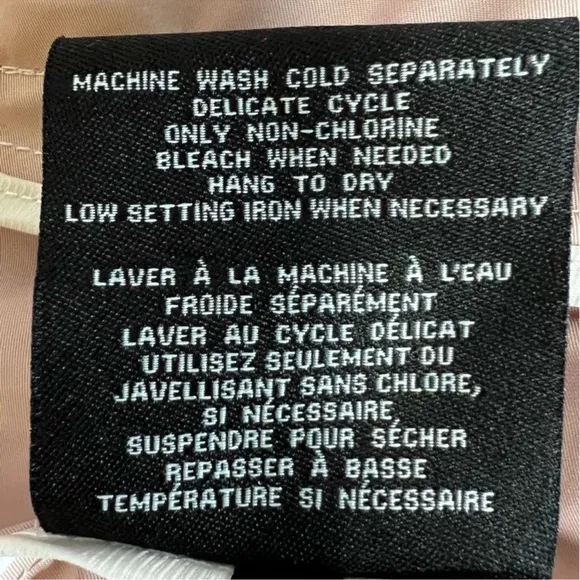 MACHINE WASH COLD SEPARATELY
DELICATE CYCLE
ONLY NON-CHLORINE
BLEACH WHEN NEEDED
HANG TO DRY
LOW SETTING IRON WHEN NECESSARY
LAVER À LA MACHINE À L'EAU
FROIDE SÉPARÉMENT
LAVER AU CYCLE DÉLICAT
UTILISEZ SEULEMENT DU
JAVELLISANT SANS CHLORE,
SI NÉCESSAIRE,
SUSPENDRE POUR SÉCHER
REPASSER À BASSE
TEMPÉRATURE SI NÉCESSAIRE